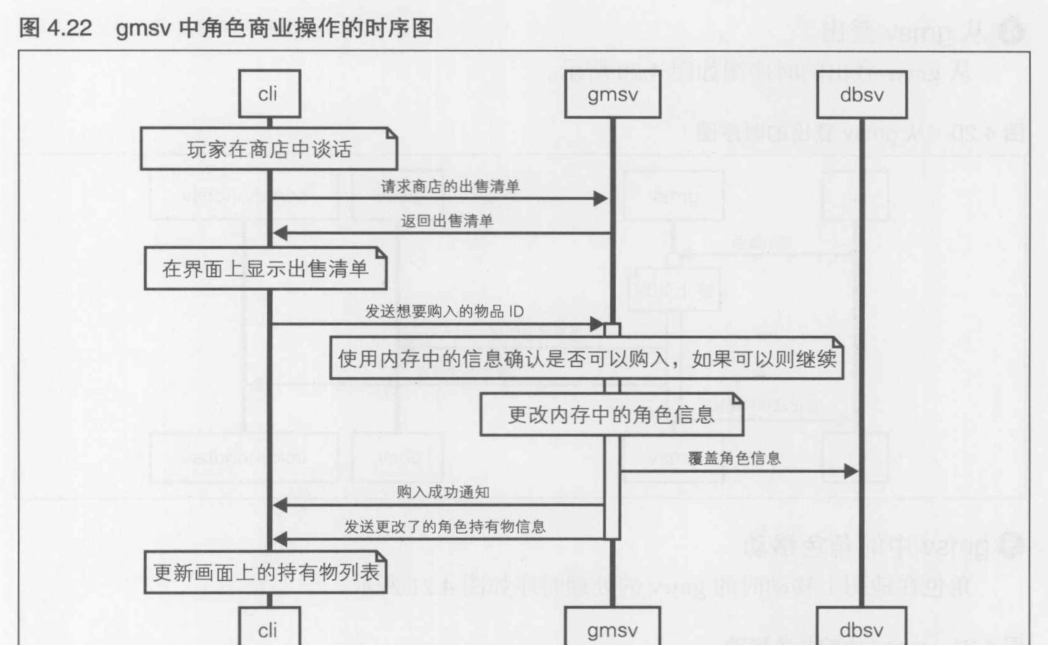 图 4.22 gmsv 中角色商业操作的时序图
cli
gmsv
dbsv
玩家在商店中谈话
请求商店的出售清单
返回出售清单
在界面上显示出售清单
发送想要购入的物品 ID
使用内存中的信息确认是否可以购入，如果可以则继续
更改内存中的角色信息
覆盖角色信息
购入成功通知
发送更改了的角色持有物信息
更新画面上的持有物列表
cli
gmsv
dbsv